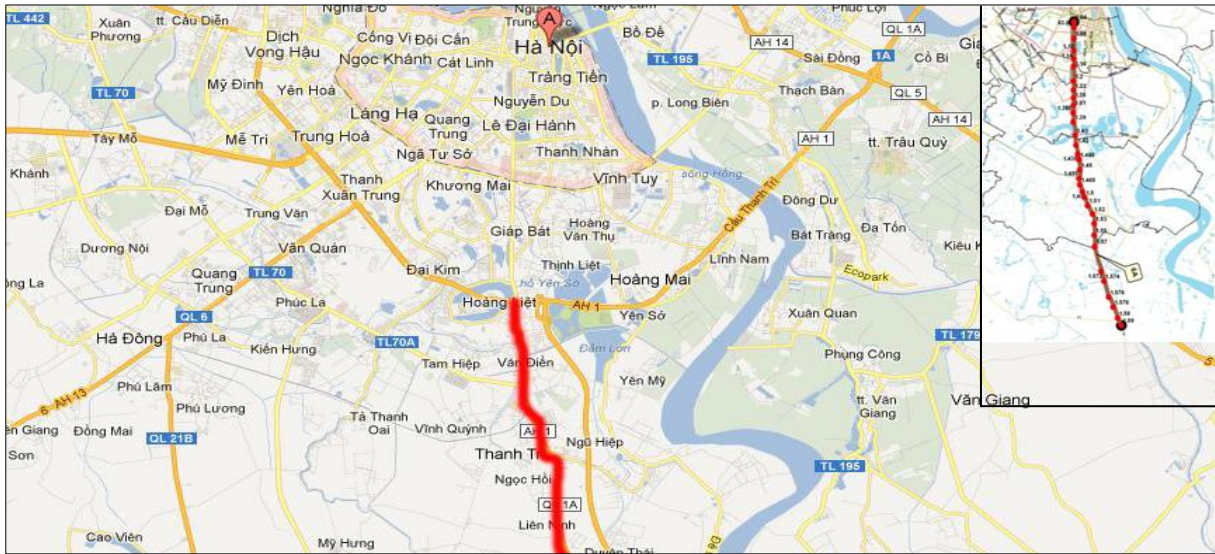 TL 442
tt. Cầu Diễn
Nghĩa Đô
Xuân
Phương
Dịch
Vọng Hậu
Cống Vị
Đội Cấn
A
Hà Nội
Bồ Đề
AH 14
Phúc Lợi
QL 1A
1A
Cổ Bi
Sài Đồng
Ngọc Khánh
Cát Linh
Tràng Tiền
TL 195
Thạch Bàn
QL 5
TL 70
Mỹ Đình
Yên Hoà
Nguyễn Du
p. Long Biên
Láng Hạ
Quang
Trung
Lê Đại Hành
AH 1
AH 14
Tây Mỗ
Mễ Trì
Trung Hoà
Ngã Tư Sở
Thanh Nhàn
tt. Trâu Quỳ
Khánh
Thanh
Xuân Trung
Khương Mai
Vĩnh Tuy
sông Hồng
Cầu Thanh Trì
Đông Dư
Đại Mỗ
Trung Văn
Giáp Bát
Hoàng
Văn Thụ
Bát Tràng
Đa Tốn
Dương Nội
Văn Quán
Kiêu K
Quang
Trung
TL 70
Đại Kim
Thịnh Liệt
Hoàng Mai
Lĩnh Nam
Ecopark
hồ Yên Sở
Phúc La
Hoàng Liệt
AH 1
Yên Sở
Xuân Quan
QL 6
Hà Đông
Phú La
Kiến Hưng
TL70A
Đầm Lớn
TL 179
Tam Hiệp
Văn Điển
Phụng Công
Yên Mỹ
Phú Lãm
6
AH 13
Phú Lương
Tả Thanh
Oai
Vĩnh Quỳnh
tt. Văn
Giang
Văn Giang
Đồng Mai
QL 21B
AH 1
Ngũ Hiệp
Thanh Trì
TL 195
Sơn
Ngọc Hồi
QL 1A
Liên Ninh
Cao Viên
Mỹ Hưng
Duyên Thái